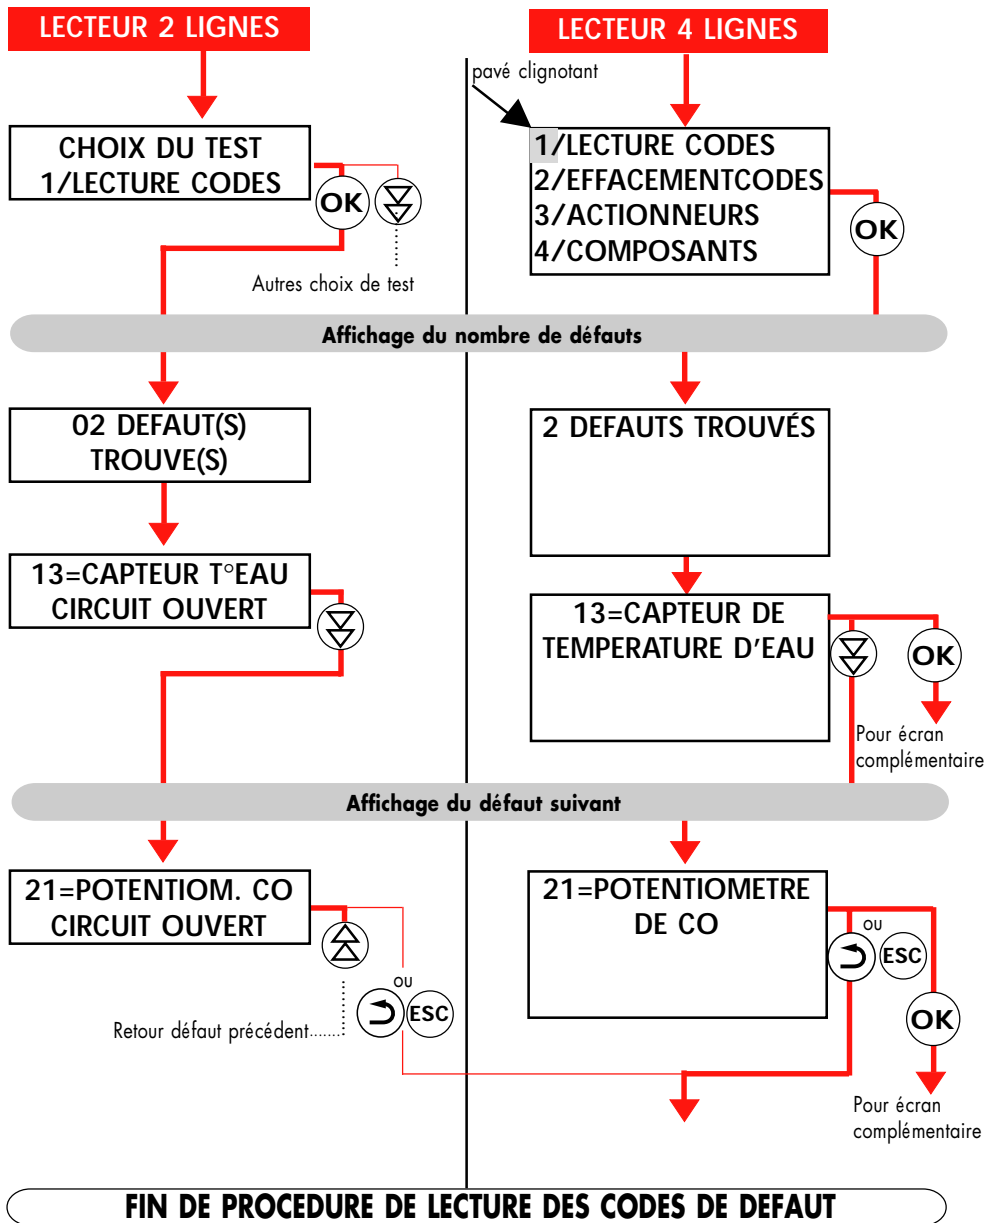 LECTEUR 2 LIGNES
CHOIX DU TEST
1/LECTURE CODES
OK
Autres choix de test
LECTEUR 4 LIGNES
pavé clignotant
1/LECTURE CODES
2/EFFACEMENTCODES
3/ACTIONNEURS
4/COMPOSANTS
OK
Affichage du nombre de défauts
02 DEFAUT(S)
TROUVE(S)
13=CAPTEUR T°EAU
CIRCUIT OUVERT
2 DEFAUTS TROUVÉS
13=CAPTEUR DE
TEMPERATURE D'EAU
OK
Pour écran
complémentaire
Affichage du défaut suivant
21=POTENTIOM. CO
CIRCUIT OUVERT
ou
ESC
Retour défaut précédent
21=POTENTIOMETRE
DE CO
ou
ESC
OK
Pour écran
complémentaire
FIN DE PROCEDURE DE LECTURE DES CODES DE DEFAUT